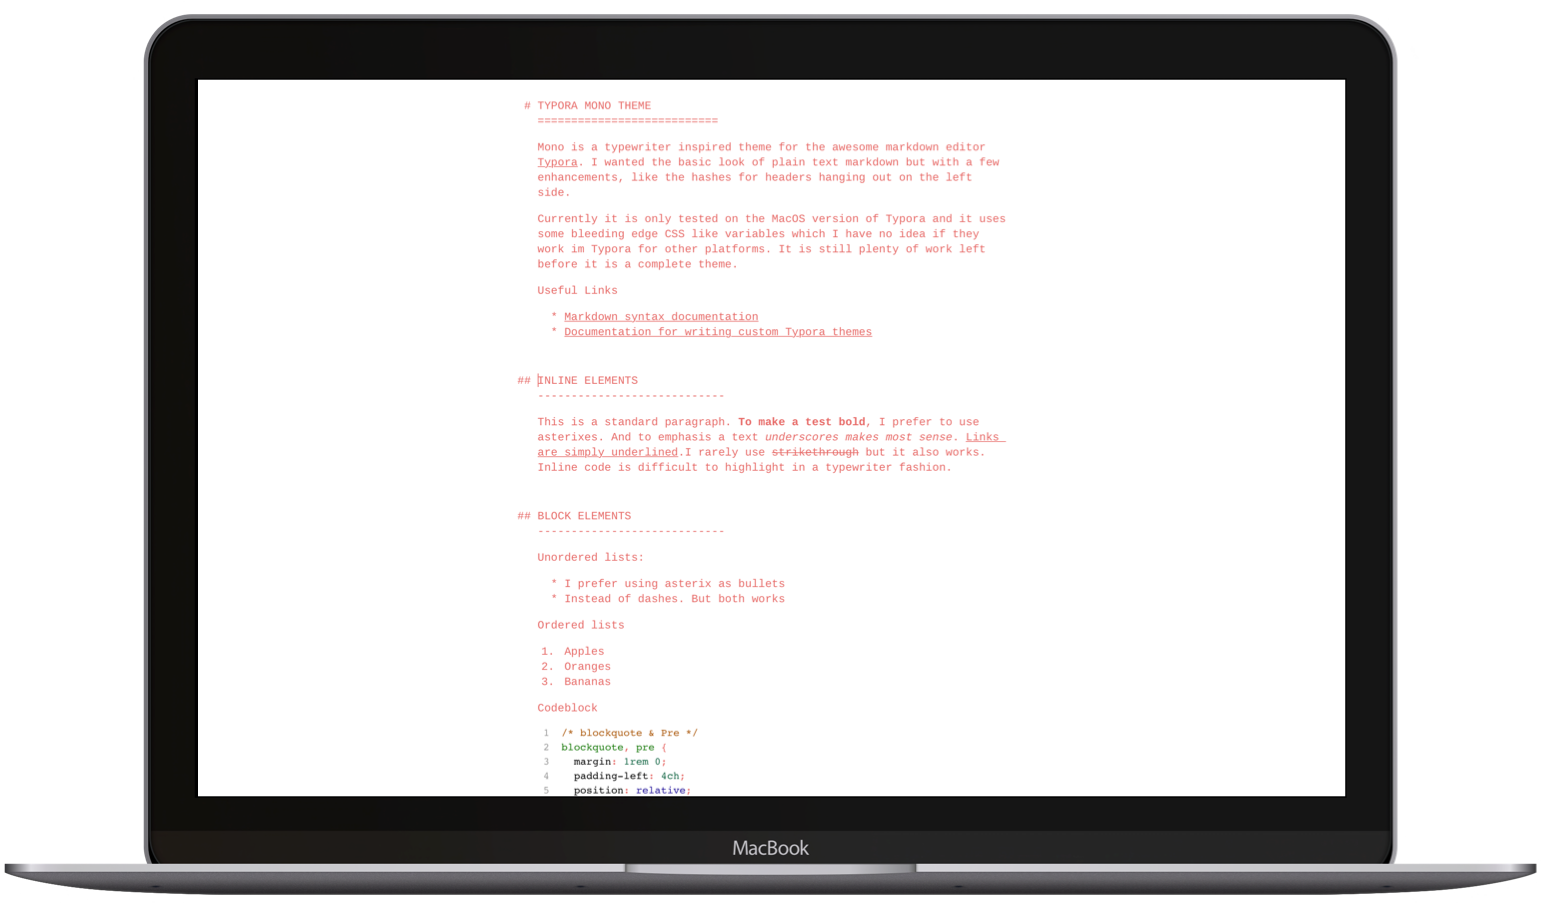 # TYPORA MONO THEME
===========================
Mono is a typewriter inspired theme for the awesome markdown editor
Typora. I wanted the basic look of plain text markdown but with a few
enhancements, like the hashes for headers hanging out on the left
side.
Currently it is only tested on the MacOS version of Typora and it uses
some bleeding edge CSS like variables which I have no idea if they
work im Typora for other platforms. It is still plenty of work left
before it is a complete theme.
Useful Links
* Markdown syntax documentation
* Documentation for writing custom Typora themes
## INLINE ELEMENTS
----------------------------
This is a standard paragraph. To make a test bold, I prefer to use
asterixes. And to emphasis a text underscores makes most sense. Links
are simply underlined.I rarely use strikethrough but it also works.
Inline code is difficult to highlight in a typewriter fashion.
## BLOCK ELEMENTS
----------------------------
Unordered lists:
* I prefer using asterix as bullets
* Instead of dashes. But both works
Ordered lists
1. Apples
2. Oranges
3. Bananas
Codeblock
1 /* blockquote & Pre */
2 blockquote, pre {
3 margin: 1rem 0;
4 padding-left: 4ch;
5 position: relative;
MacBook